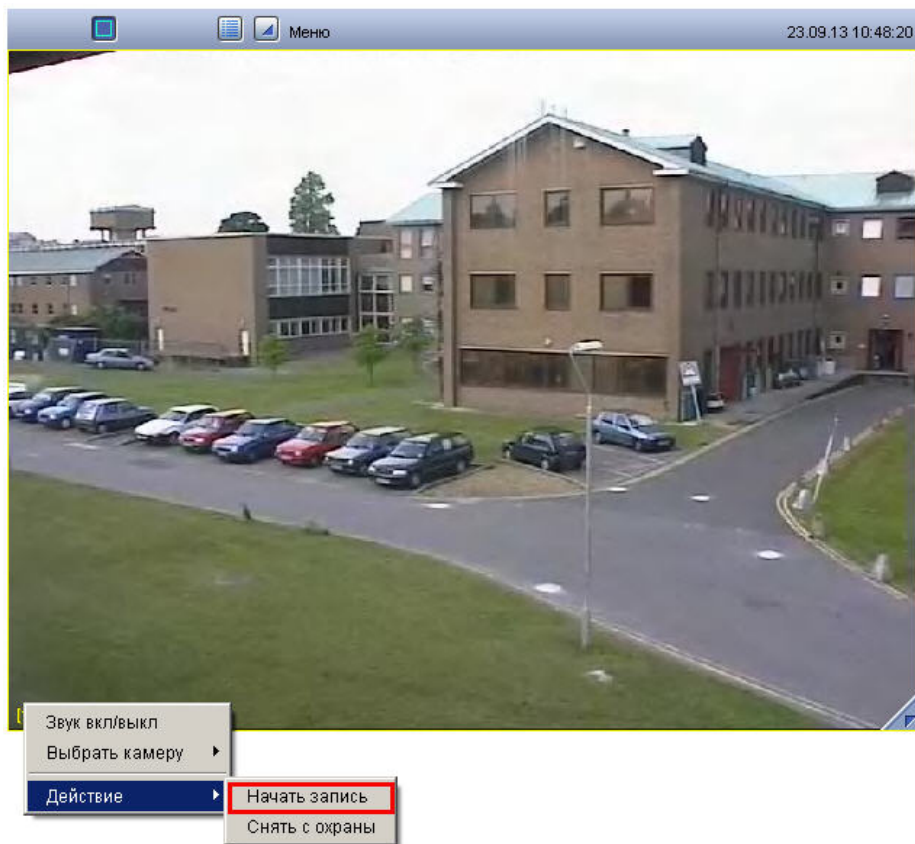 Меню
23.09.13 10:48:20
Звук вкл/выкл
Выбрать камеру
Действие
Начать запись
Снять с охраны